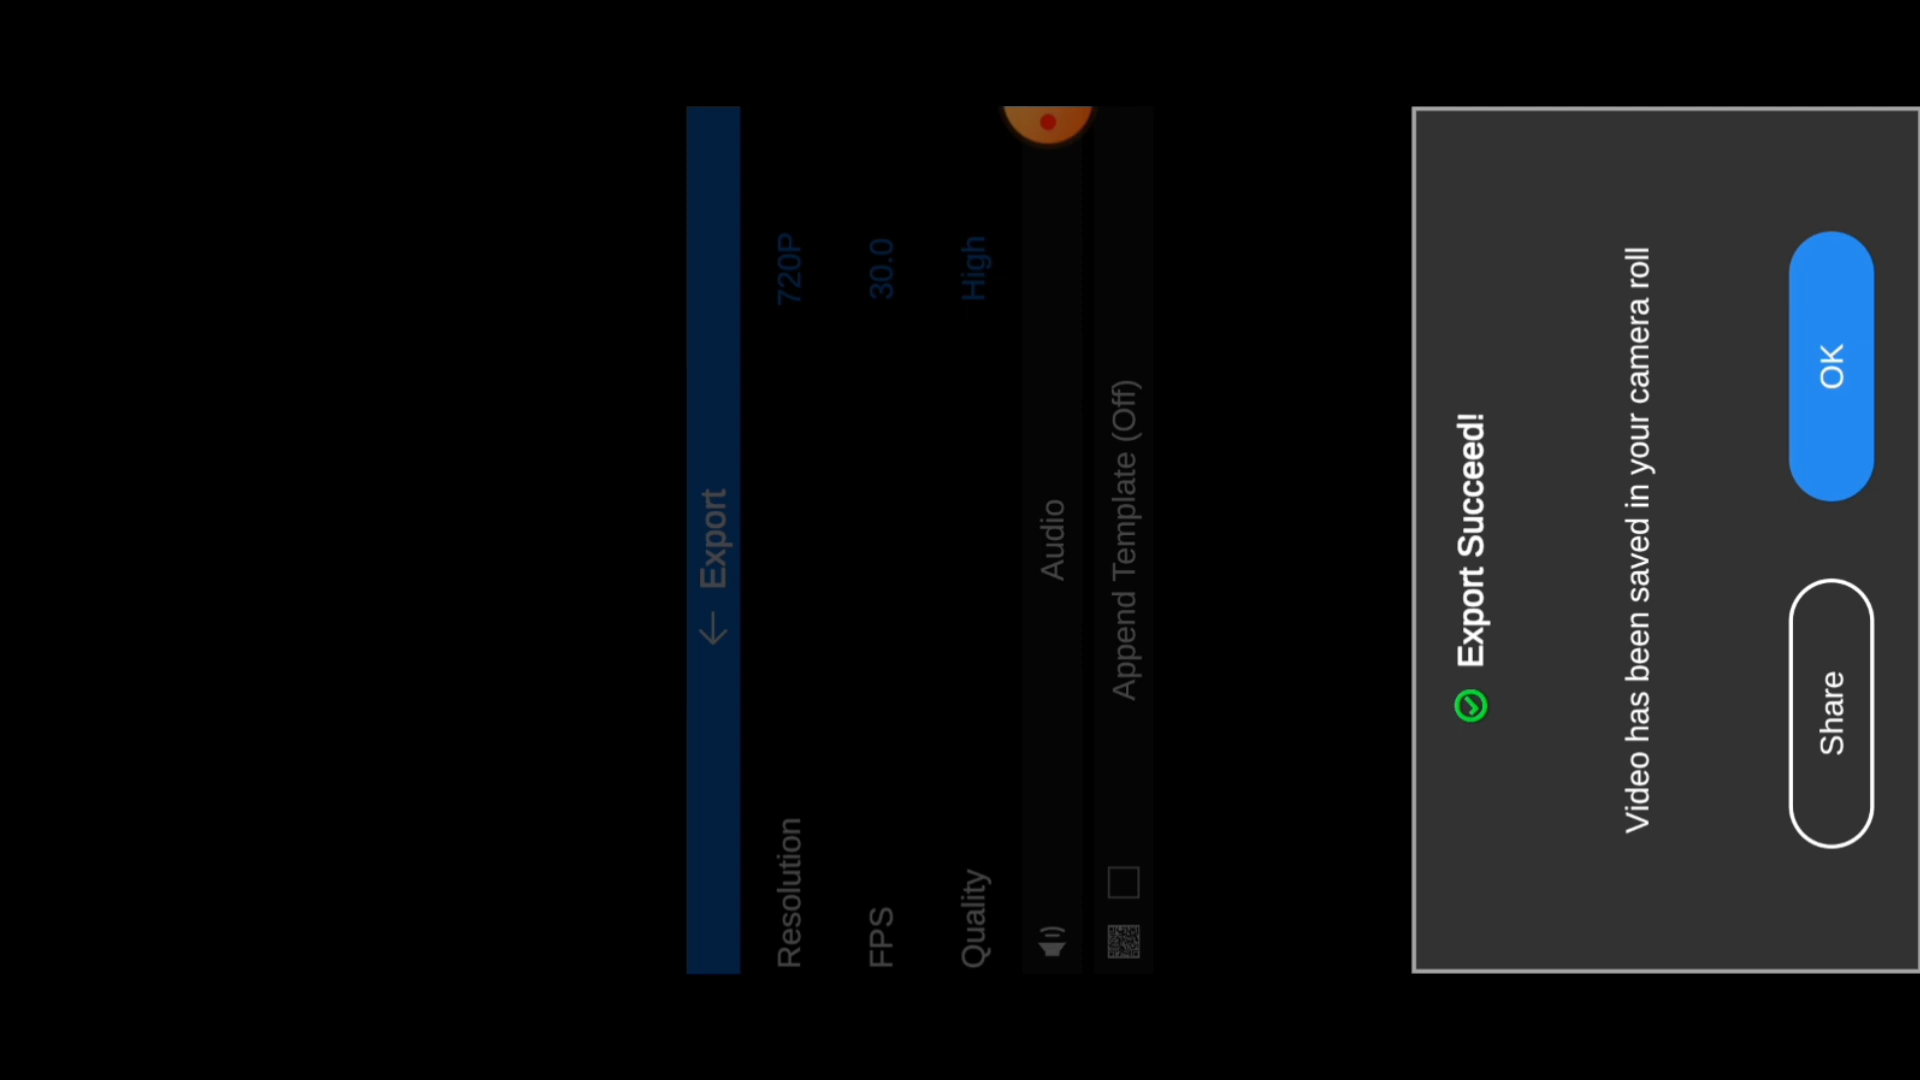 Export
Resolution 720P
FPS 30.0
Quality High
Audio
Append Template (Off)
Export Succeed!
Video has been saved in your camera roll
Share OK